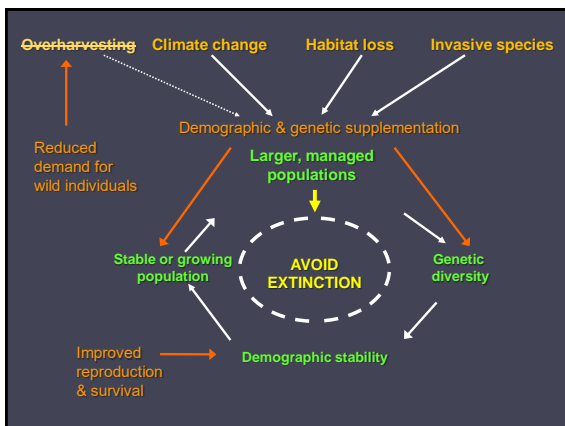 Overharvesting Climate change Habitat loss Invasive species
Demographic & genetic supplementation
Reduced
demand for
wild individuals
Larger, managed
populations
Stable or growing
population
AVOID
EXTINCTION
Genetic
diversity
Improved
reproduction
& survival
Demographic stability